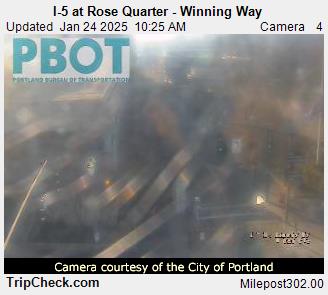 I-5 at Rose Quarter - Winning Way
Updated Jan 24 2025 10:25 AM Camera 4
PBOT
PORTLAND BUREAU OF TRANSPORTATION
Camera courtesy of the City of Portland
TripCheck.com Milepost302.00